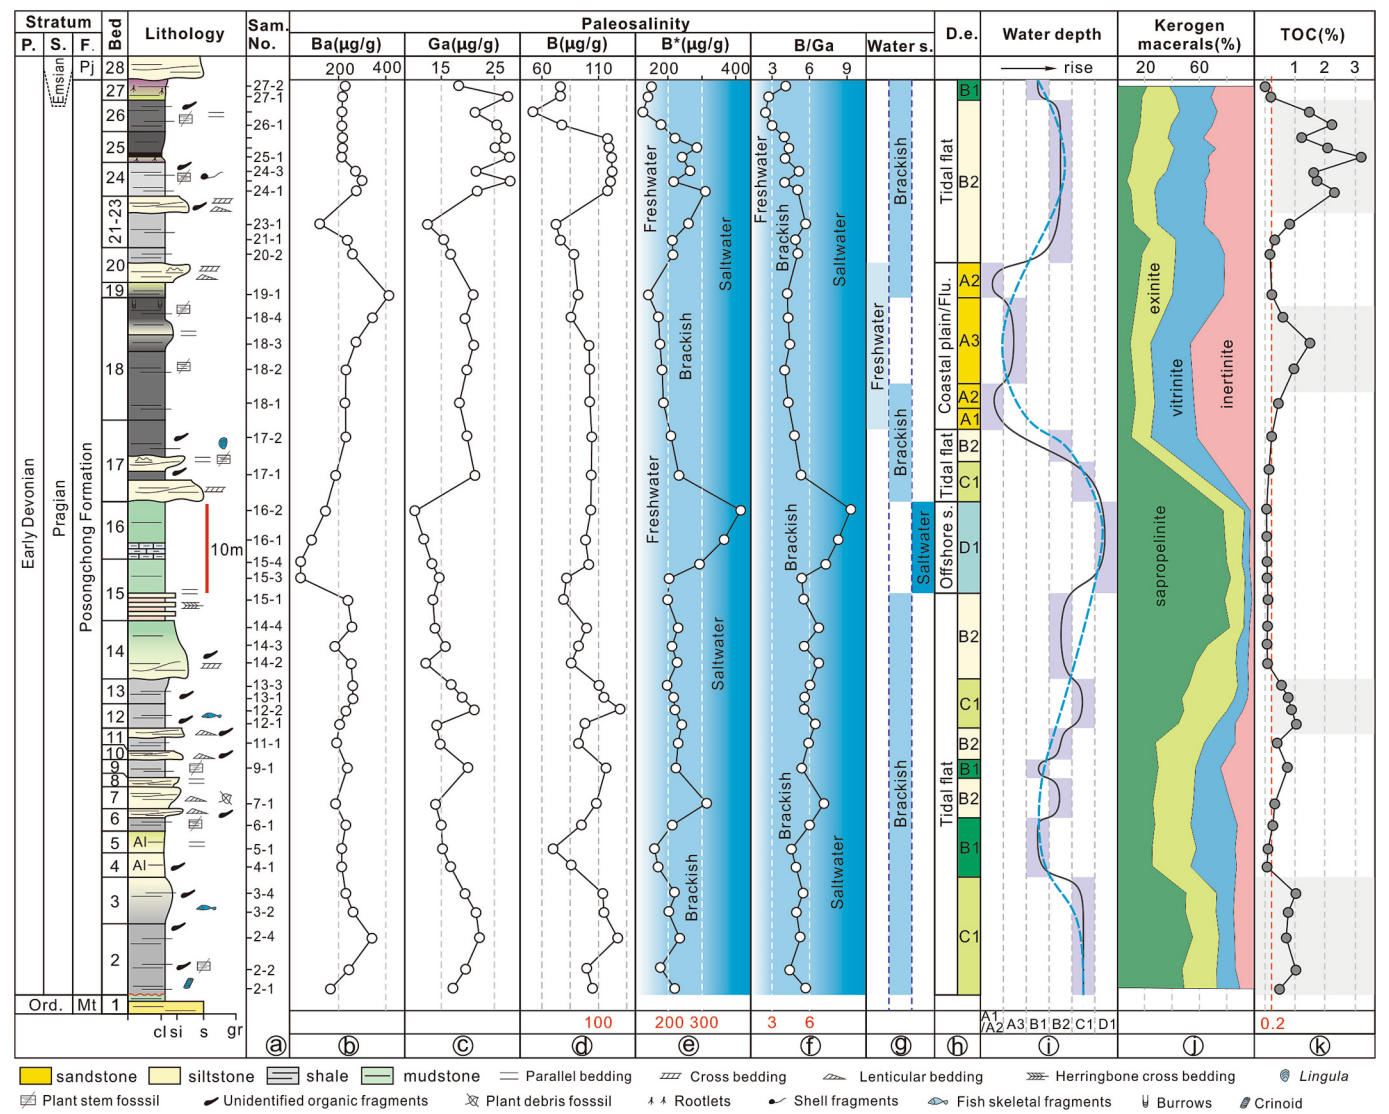 Stratum
P. S. F.
Bed
Lithology
Sam. No.
Paleosalinity
Ba(μg/g)
Ga(μg/g)
B(μg/g)
B*(μg/g)
B/Ga
Water s.
D.e.
Water depth
rise
Kerogen macerals(%)
TOC(%)
200 400
15 25
60 110
200 400
3 6 9
20 40 60 80
1 2 3
Early Devonian
Pragian
Emsian
Posongchong Formation
Pj
Ord. Mt
28
27
26
25
24
21-23
20
19
18
17
16
15
14
13
12
11
10
9
8
7
6
5
4
3
2
1
Al
Al
10m
cl si s gr
27-2
27-1
26-1
25-1
24-3
24-1
23-1
21-1
20-2
19-1
18-4
18-3
18-2
18-1
17-2
17-1
16-2
16-1
15-4
15-3
15-1
14-4
14-3
14-2
13-3
13-1
12-2
12-1
11-1
9-1
7-1
6-1
5-1
4-1
3-4
3-2
2-4
2-2
2-1
Freshwater
Brackish
Saltwater
Freshwater
Saltwater
Brackish
Freshwater
Brackish
Saltwater
Brackish
Brackish
Saltwater
Freshwater
Brackish
Brackish
Saltwater
Brackish
Tidal flat
Coastal plain/Flu.
Tidal flat
Offshore s.
Tidal flat
B1
B2
A2
A3
A2
A1
B2
C1
D1
B2
C1
B2
B1
B2
B1
C1
sapropelinite
exinite
vitrinite
inertinite
100
200 300
3 6
A1/A2 A3 B1 B2 C1 D1
0.2
a b c d e f g h i j k
sandstone siltstone shale mudstone Parallel bedding Cross bedding Lenticular bedding Herringbone cross bedding Lingula
Plant stem fosssil Unidentified organic fragments Plant debris fosssil Rootlets Shell fragments Fish skeletal fragments Burrows Crinoid